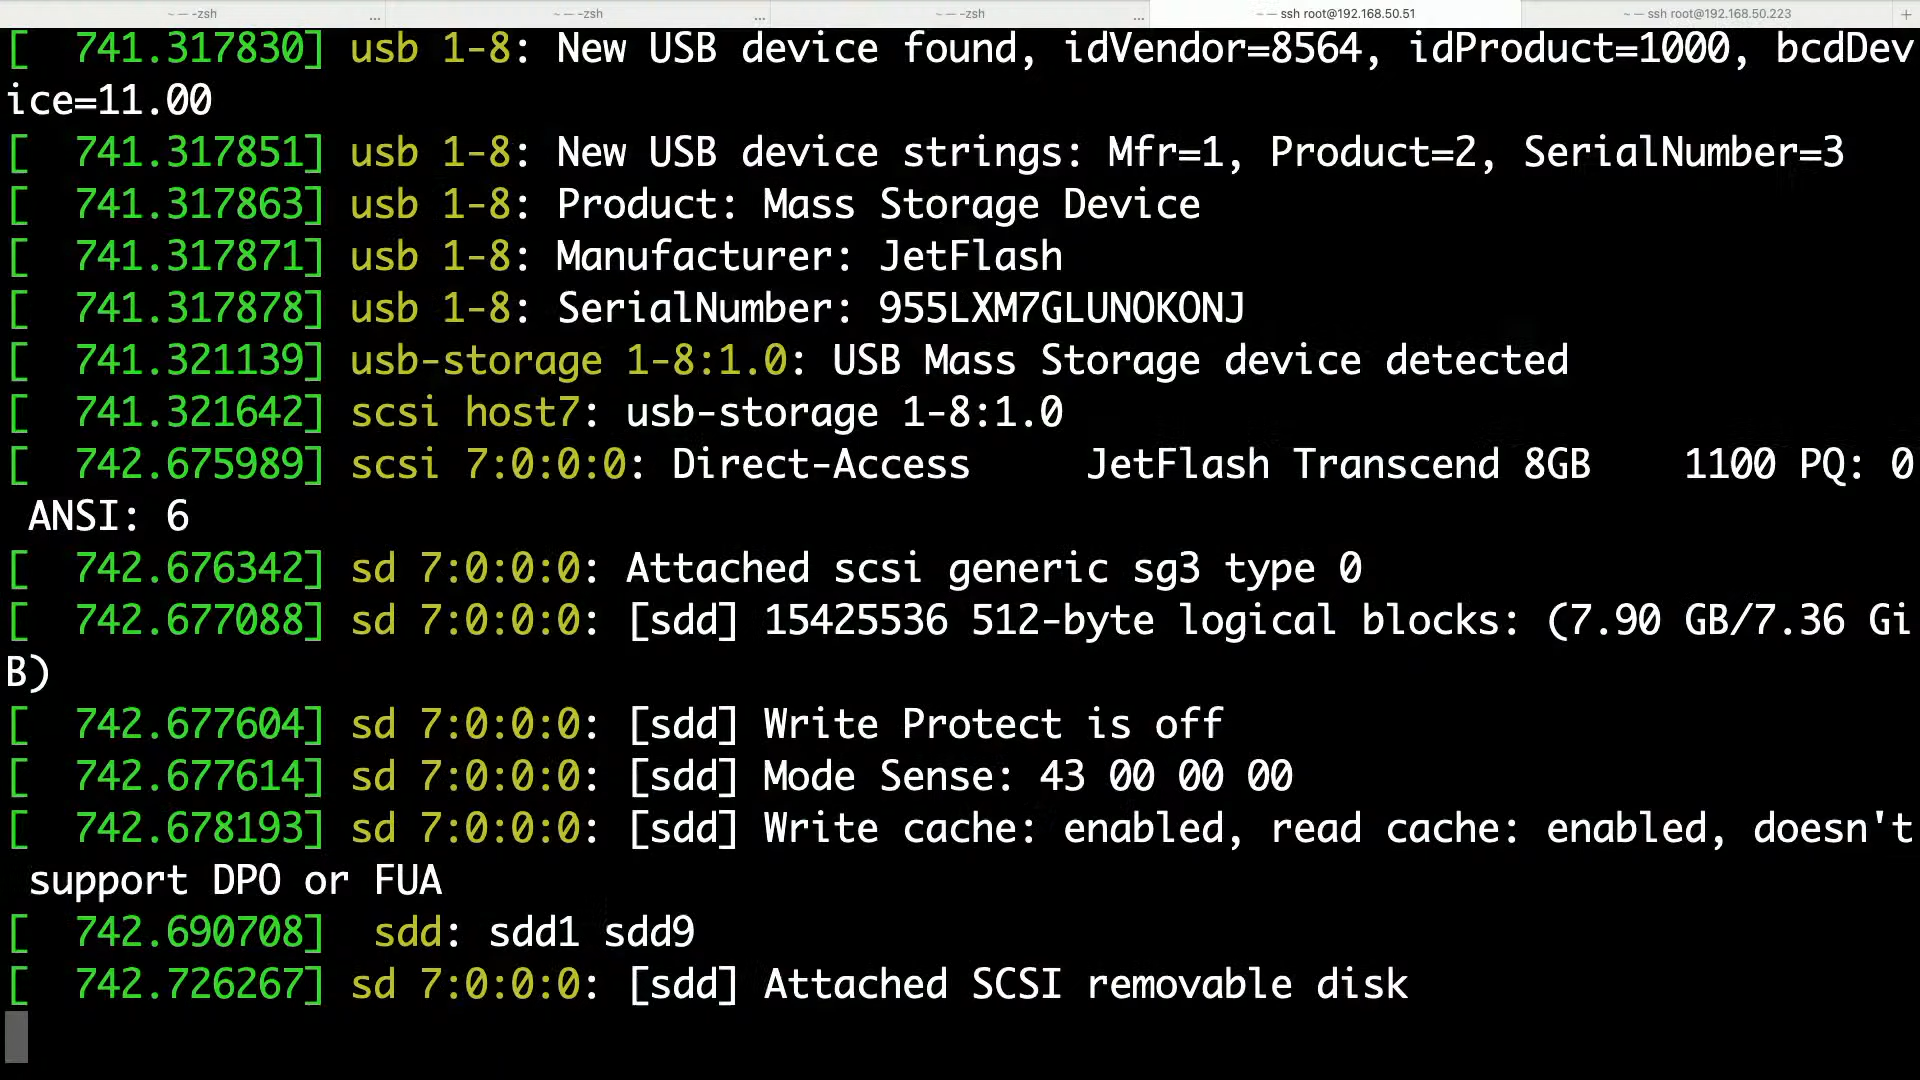 ~ — -zsh ... ~ — -zsh ... ~ — -zsh ... ~ — ssh root@192.168.50.51 ~ — ssh root@192.168.50.223 +
[  741.317830] usb 1-8: New USB device found, idVendor=8564, idProduct=1000, bcdDev
ice=11.00
[  741.317851] usb 1-8: New USB device strings: Mfr=1, Product=2, SerialNumber=3
[  741.317863] usb 1-8: Product: Mass Storage Device
[  741.317871] usb 1-8: Manufacturer: JetFlash
[  741.317878] usb 1-8: SerialNumber: 955LXM7GLUNOKONJ
[  741.321139] usb-storage 1-8:1.0: USB Mass Storage device detected
[  741.321642] scsi host7: usb-storage 1-8:1.0
[  742.675989] scsi 7:0:0:0: Direct-Access     JetFlash Transcend 8GB    1100 PQ: 0
 ANSI: 6
[  742.676342] sd 7:0:0:0: Attached scsi generic sg3 type 0
[  742.677088] sd 7:0:0:0: [sdd] 15425536 512-byte logical blocks: (7.90 GB/7.36 Gi
B)
[  742.677604] sd 7:0:0:0: [sdd] Write Protect is off
[  742.677614] sd 7:0:0:0: [sdd] Mode Sense: 43 00 00 00
[  742.678193] sd 7:0:0:0: [sdd] Write cache: enabled, read cache: enabled, doesn't
 support DPO or FUA
[  742.690708]  sdd: sdd1 sdd9
[  742.726267] sd 7:0:0:0: [sdd] Attached SCSI removable disk